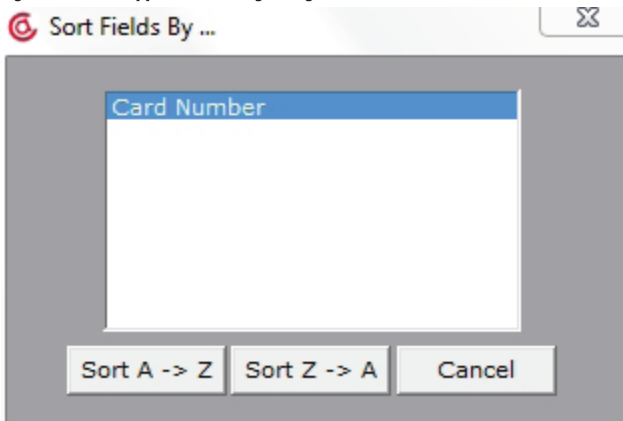 Sort Fields By ...
Card Number
Sort A -> Z
Sort Z -> A
Cancel